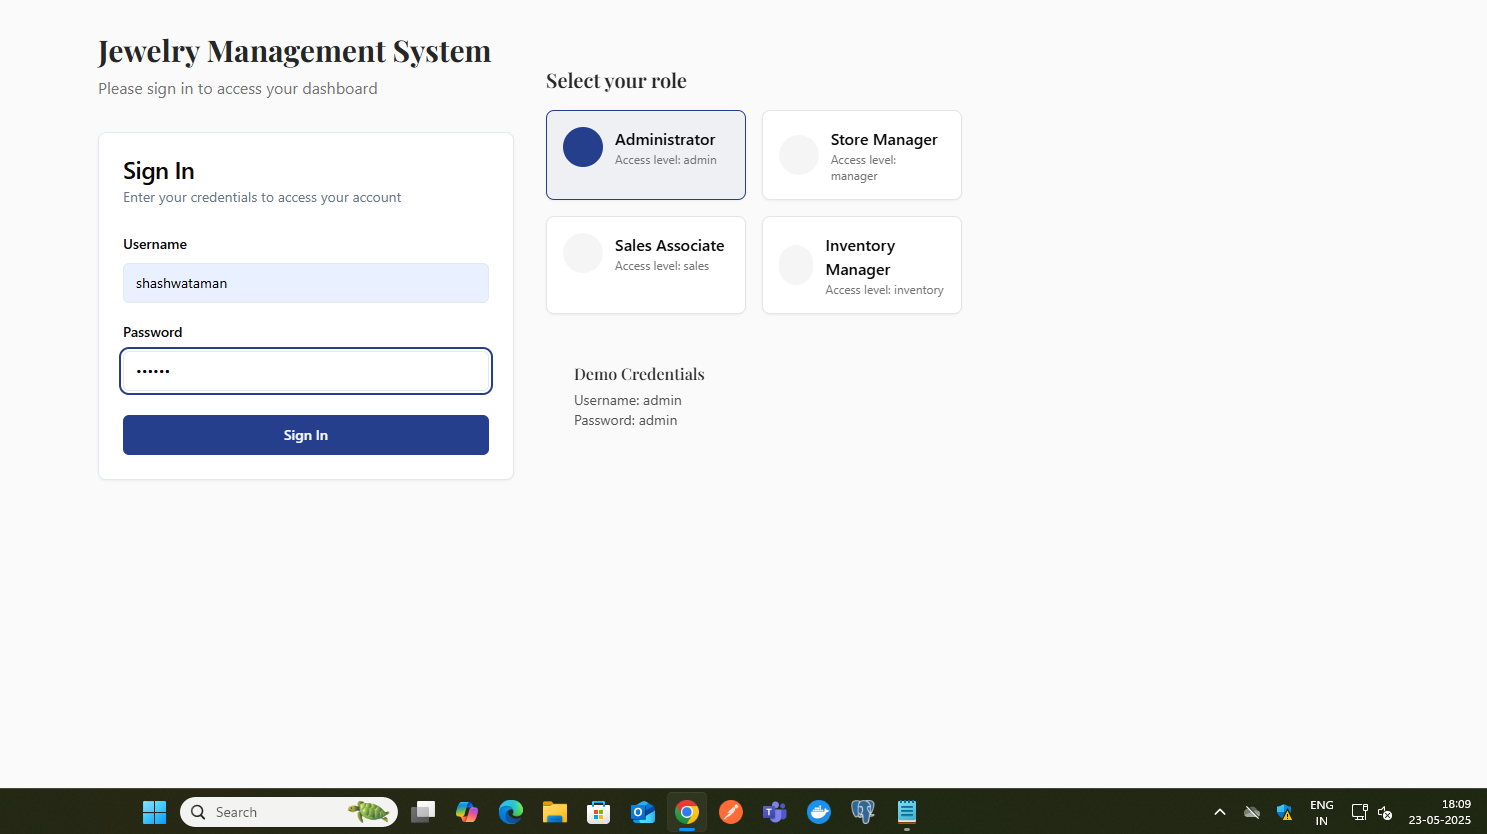 Jewelry Management System
Please sign in to access your dashboard
Sign In
Enter your credentials to access your account
Username
shashwataman
Password
••••••
Sign In
Select your role
Administrator
Access level: admin
Store Manager
Access level:
manager
Sales Associate
Access level: sales
Inventory
Manager
Access level: inventory
Demo Credentials
Username: admin
Password: admin
Search
ENG
IN
18:09
23-05-2025